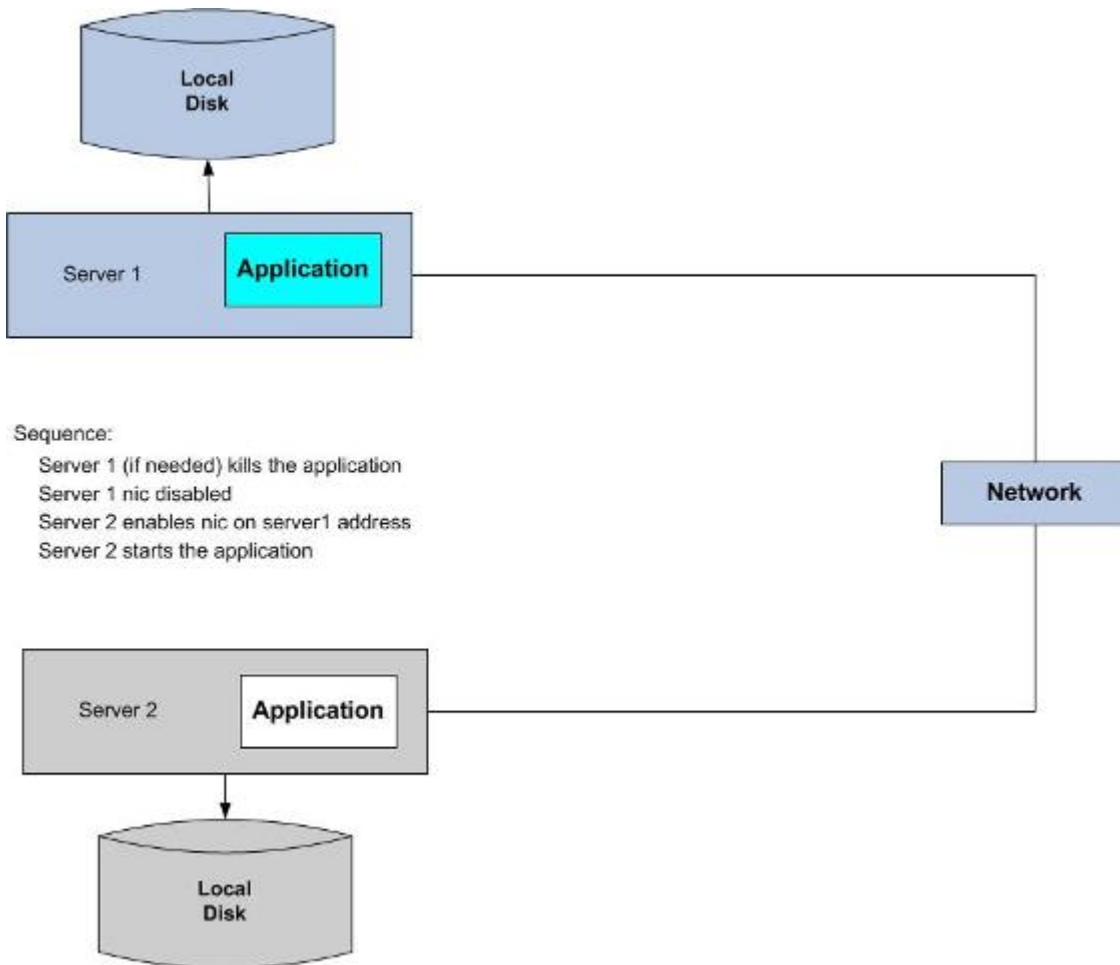 Local
Disk
Server 1
Application
Sequence:
Server 1 (if needed) kills the application
Server 1 nic disabled
Server 2 enables nic on server1 address
Server 2 starts the application
Network
Server 2
Application
Local
Disk